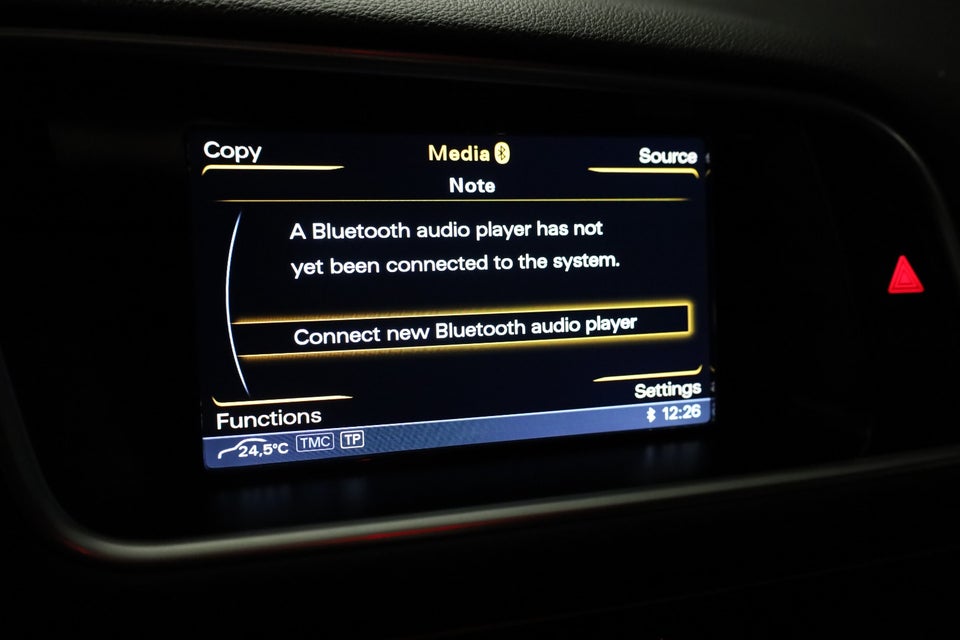 Copy
Media
Source
Note
A Bluetooth audio player has not
yet been connected to the system.
Connect new Bluetooth audio player
Settings
Functions
12:26
24,5°C TMC TP